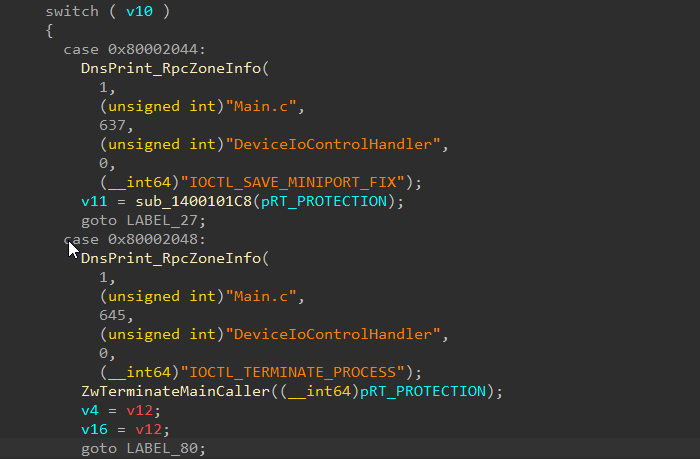 switch ( v10 )
{
case 0x80002044:
DnsPrint_RpcZoneInfo(
1,
(unsigned int)"Main.c",
637,
(unsigned int)"DeviceIoControlHandler",
0,
(__int64)"IOCTL_SAVE_MINIPORT_FIX");
v11 = sub_1400101C8(pRT_PROTECTION);
goto LABEL_27;
case 0x80002048:
DnsPrint_RpcZoneInfo(
1,
(unsigned int)"Main.c",
645,
(unsigned int)"DeviceIoControlHandler",
0,
(__int64)"IOCTL_TERMINATE_PROCESS");
ZwTerminateMainCaller((__int64)pRT_PROTECTION);
v4 = v12;
v16 = v12;
goto LABEL_80;